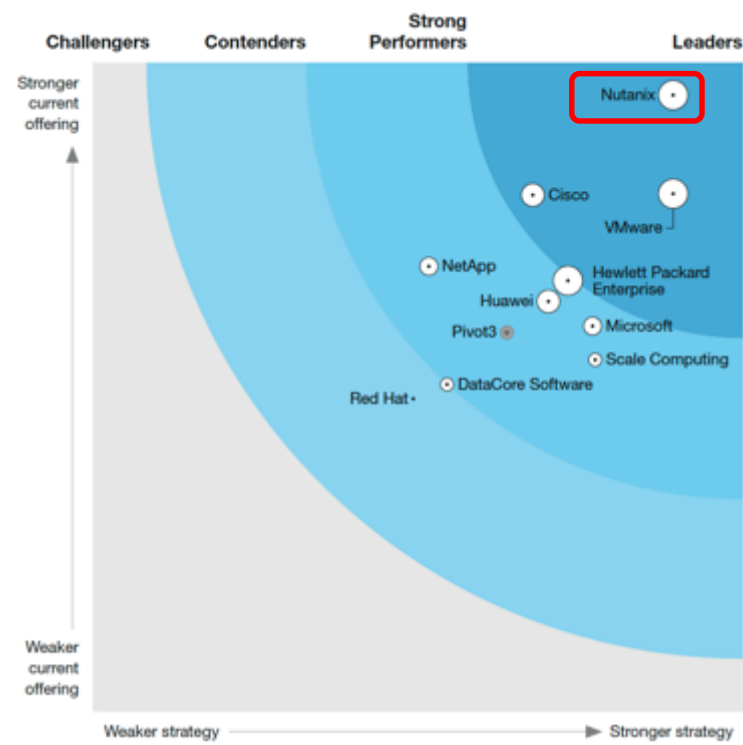 Challengers
Contenders
Strong
Performers
Leaders
Stronger
current
offering
Nutanix
Cisco
VMware
NetApp
Hewlett Packard
Enterprise
Huawei
Microsoft
Pivot3
Scale Computing
DataCore Software
Red Hat
Weaker
current
offering
Weaker strategy
Stronger strategy